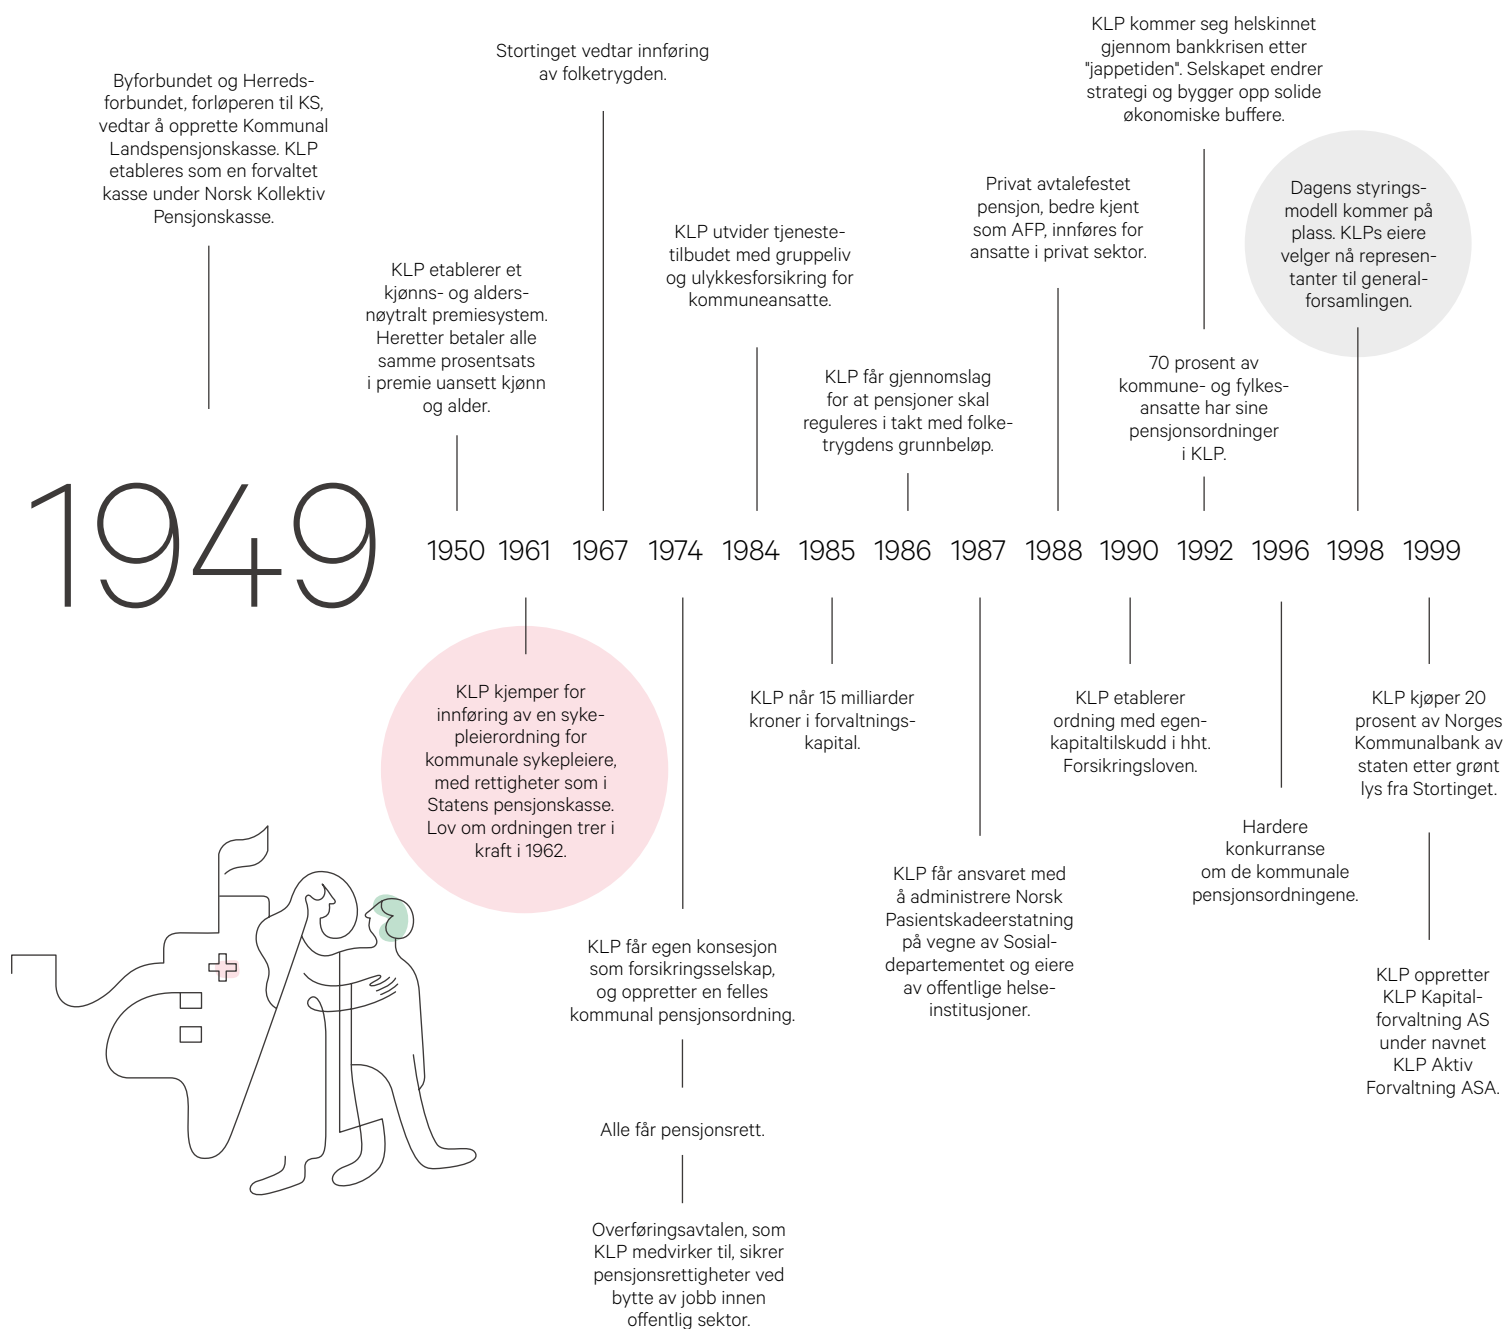 Byforbundet og Herreds-
forbundet, forløperen til KS,
vedtar å opprette Kommunal
Landspensjonskasse. KLP
etableres som en forvaltet
kasse under Norsk Kollektiv
Pensjonskasse.
KLP etablerer et
kjønns- og alders-
nøytralt premiesystem.
Heretter betaler alle
samme prosentsats
i premie uansett kjønn
og alder.
Stortinget vedtar innføring
av folketrygden.
KLP utvider tjeneste-
tilbudet med gruppeliv
og ulykkesforsikring for
kommuneansatte.
KLP får gjennomslag
for at pensjoner skal
reguleres i takt med folke-
trygdens grunnbeløp.
Privat avtalefestet
pensjon, bedre kjent
som AFP, innføres for
ansatte i privat sektor.
KLP kommer seg helskinnet
gjennom bankkrisen etter
"jappetiden". Selskapet endrer
strategi og bygger opp solide
økonomiske buffere.
70 prosent av
kommune- og fylkes-
ansatte har sine
pensjonsordninger
i KLP.
Dagens styrings-
modell kommer på
plass. KLPs eiere
velger nå represen-
tanter til general-
forsamlingen.
1949
1950 1961 1967 1974 1984 1985 1986 1987 1988 1990 1992 1996 1998 1999
KLP kjemper for
innføring av en syke-
pleierordning for
kommunale sykepleiere,
med rettigheter som i
Statens pensjonskasse.
Lov om ordningen trer i
kraft i 1962.
KLP får egen konsesjon
som forsikringsselskap,
og oppretter en felles
kommunal pensjonsordning.
Alle får pensjonsrett.
Overføringsavtalen, som
KLP medvirker til, sikrer
pensjonsrettigheter ved
bytte av jobb innen
offentlig sektor.
KLP når 15 milliarder
kroner i forvaltnings-
kapital.
KLP får ansvaret med
å administrere Norsk
Pasientskadeerstatning
på vegne av Sosial-
departementet og eiere
av offentlige helse-
institusjoner.
KLP etablerer
ordning med egen-
kapitaltilskudd i hht.
Forsikringsloven.
Hardere
konkurranse
om de kommunale
pensjonsordningene.
KLP kjøper 20
prosent av Norges
Kommunalbank av
staten etter grønt
lys fra Stortinget.
KLP oppretter
KLP Kapital-
forvaltning AS
under navnet
KLP Aktiv
Forvaltning ASA.